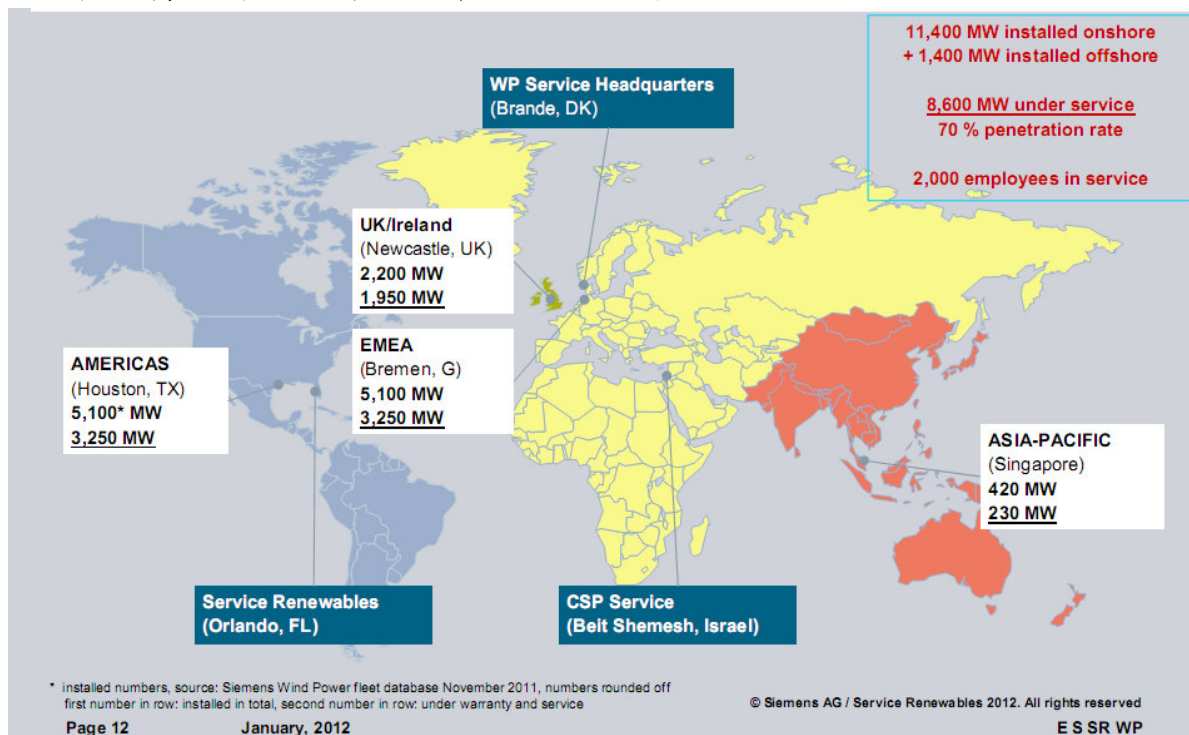 11,400 MW installed onshore
+ 1,400 MW installed offshore
8,600 MW under service
70 % penetration rate
2,000 employees in service
WP Service Headquarters
(Brande, DK)
UK/Ireland
(Newcastle, UK)
2,200 MW
1,950 MW
EMEA
(Bremen, G)
5,100 MW
3,250 MW
AMERICAS
(Houston, TX)
5,100* MW
3,250 MW
ASIA-PACIFIC
(Singapore)
420 MW
230 MW
Service Renewables
(Orlando, FL)
CSP Service
(Beit Shemesh, Israel)
* installed numbers, source: Siemens Wind Power fleet database November 2011, numbers rounded off
first number in row: installed in total, second number in row: under warranty and service
© Siemens AG / Service Renewables 2012. All rights reserved
Page 12 January, 2012 E S SR WP